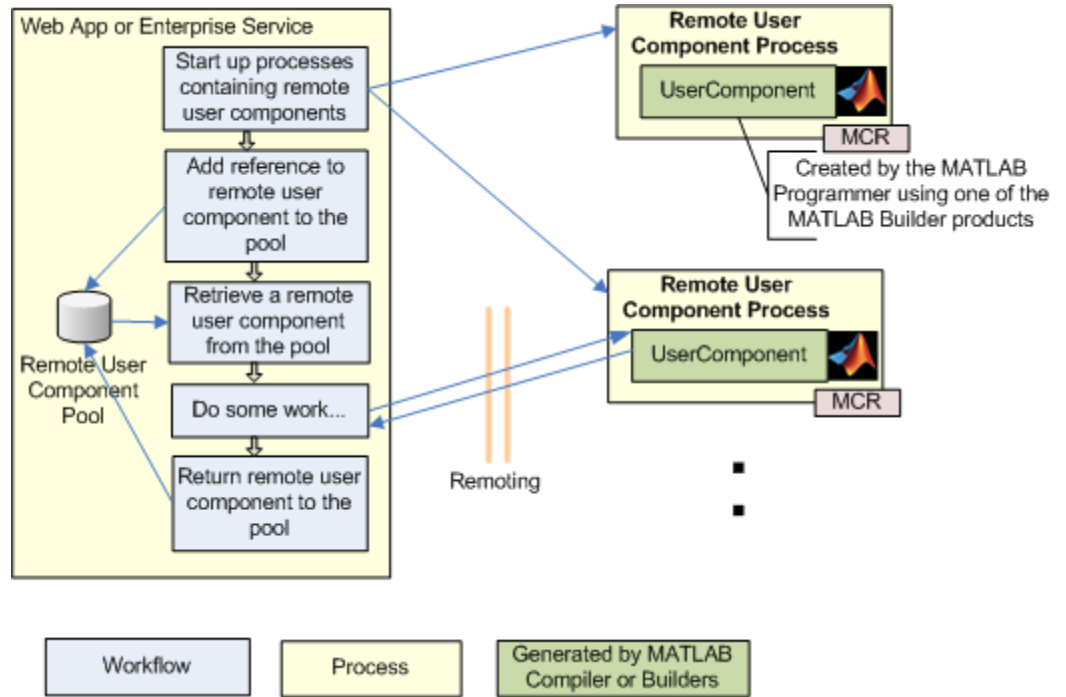 Web App or Enterprise Service
Start up processes
containing remote
user components
Add reference to
remote user
component to the
pool
Retrieve a remote
user component
from the pool
Remote User
Component
Pool
Do some work...
Return remote user
component to the
pool
Remoting
Remote User
Component Process
UserComponent
MCR
Created by the MATLAB
Programmer using one of the
MATLAB Builder products
Remote User
Component Process
UserComponent
MCR
Workflow
Process
Generated by MATLAB
Compiler or Builders